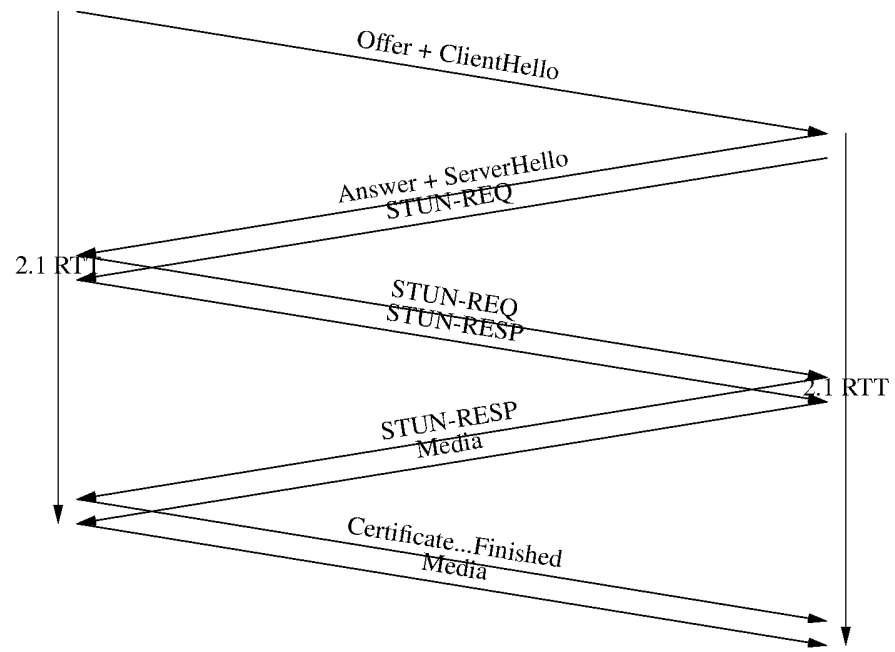 Offer + ClientHello
Answer + ServerHello
STUN-REQ
2.1 RTT
STUN-REQ
STUN-RESP
2.1 RTT
STUN-RESP
Media
Certificate...Finished
Media